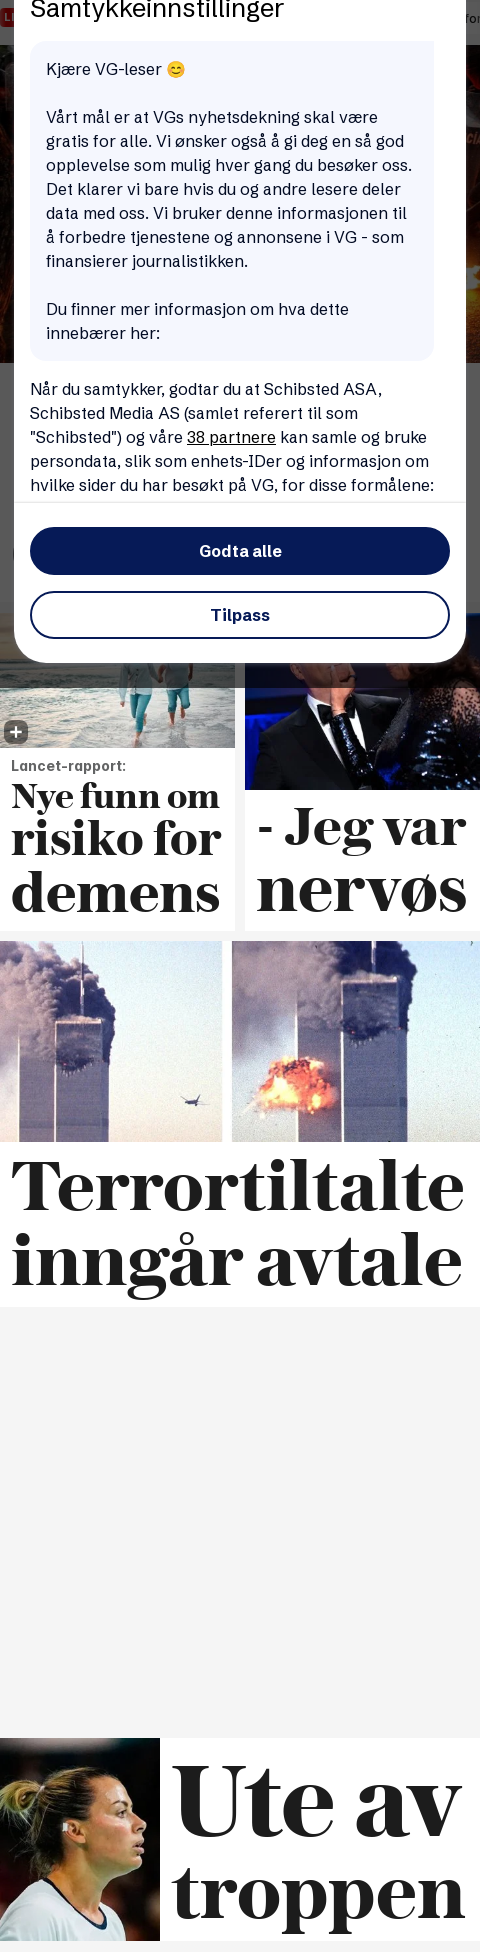 Samtykkeinnstillinger
Kjære VG-leser 😊
Vårt mål er at VGs nyhetsdekning skal være
gratis for alle. Vi ønsker også å gi deg en så god
opplevelse som mulig hver gang du besøker oss.
Det klarer vi bare hvis du og andre lesere deler
data med oss. Vi bruker denne informasjonen til
å forbedre tjenestene og annonsene i VG - som
finansierer journalistikken.
Du finner mer informasjon om hva dette
innebærer her:
Når du samtykker, godtar du at Schibsted ASA,
Schibsted Media AS (samlet referert til som
"Schibsted") og våre 38 partnere kan samle og bruke
persondata, slik som enhets-IDer og informasjon om
hvilke sider du har besøkt på VG, for disse formålene:
Godta alle
Tilpass
Lancet-rapport:
Nye funn om
risiko for
demens
- Jeg var
nervøs
Terrortiltalte
inngår avtale
Ute av
troppen